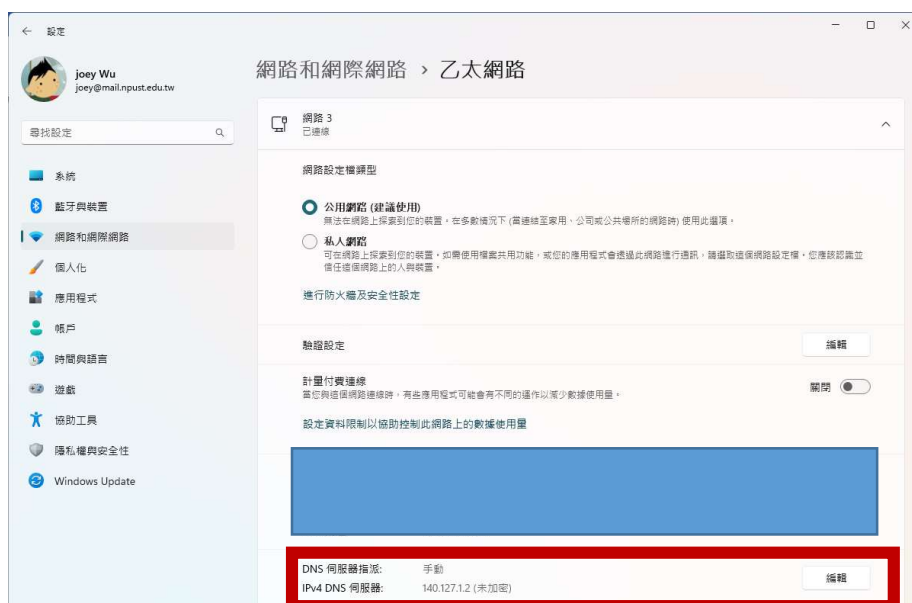 設定
joey Wu
joey@mail.npust.edu.tw
尋找設定
系統
藍牙與裝置
網路和網際網路
個人化
應用程式
帳戶
時間與語言
遊戲
協助工具
隱私權與安全性
Windows Update
網路和網際網路 › 乙太網路
網路 3
已連線
網路設定檔類型
公用網路 (建議使用)
無法在網路上探索到您的裝置。在多數情況下 (當連結至家用、公司或公共場所的網路時) 使用此選項。
私人網路
可在網路上探索到您的裝置。如需使用檔案共用功能，或您的應用程式會透過此網路進行通訊，請選取這個網路設定檔。您應該認識並
信任這個網路上的人與裝置。
進行防火牆及安全性設定
驗證設定 編輯
計量付費連線 關閉
當您與這個網路連線時，有些應用程式可能會有不同的運作以減少數據使用量。
設定資料限制以協助控制此網路上的數據使用量
DNS 伺服器指派: 手動
IPv4 DNS 伺服器: 140.127.1.2 (未加密) 編輯